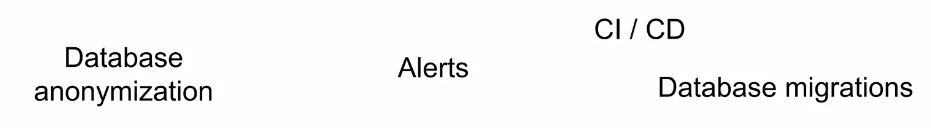 CI / CD
Database
anonymization
Alerts
Database migrations